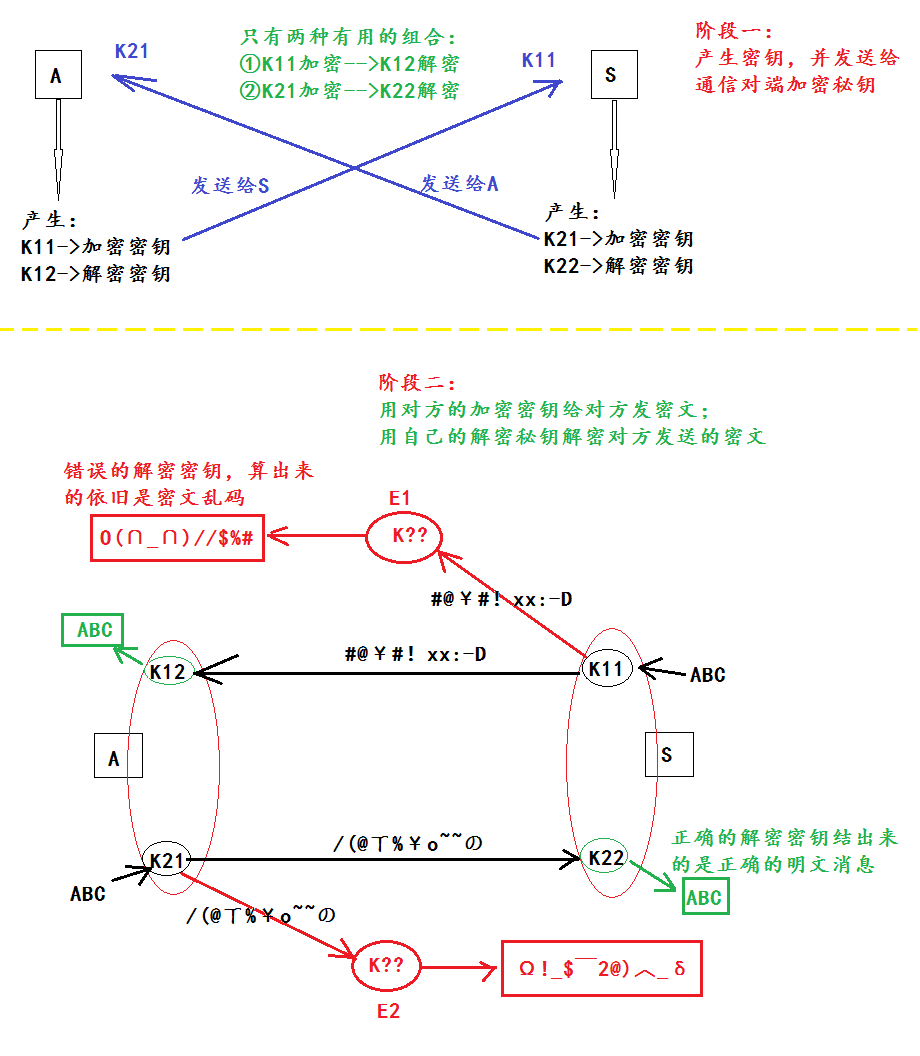 K21
只有两种有用的组合：
①K11加密-->K12解密
②K21加密-->K22解密
K11
阶段一：
产生密钥，并发送给
通信对端加密秘钥
A
S
发送给S
发送给A
产生：
K11->加密密钥
K12->解密密钥
产生：
K21->加密密钥
K22->解密密钥
阶段二：
用对方的加密密钥给对方发密文；
用自己的解密秘钥解密对方发送的密文
错误的解密密钥，算出来
的依旧是密文乱码
E1
O(∩_∩)//$%#
K??
#@￥#! xx:-D
ABC
#@￥#! xx:-D
K12
K11
ABC
A
S
/(@ㄒ%￥o~~の
正确的解密密钥结出来
的是正确的明文消息
K21
K22
ABC
ABC
/(@ㄒ%￥o~~の
K??
Ω!_$￣2@)︿_δ
E2